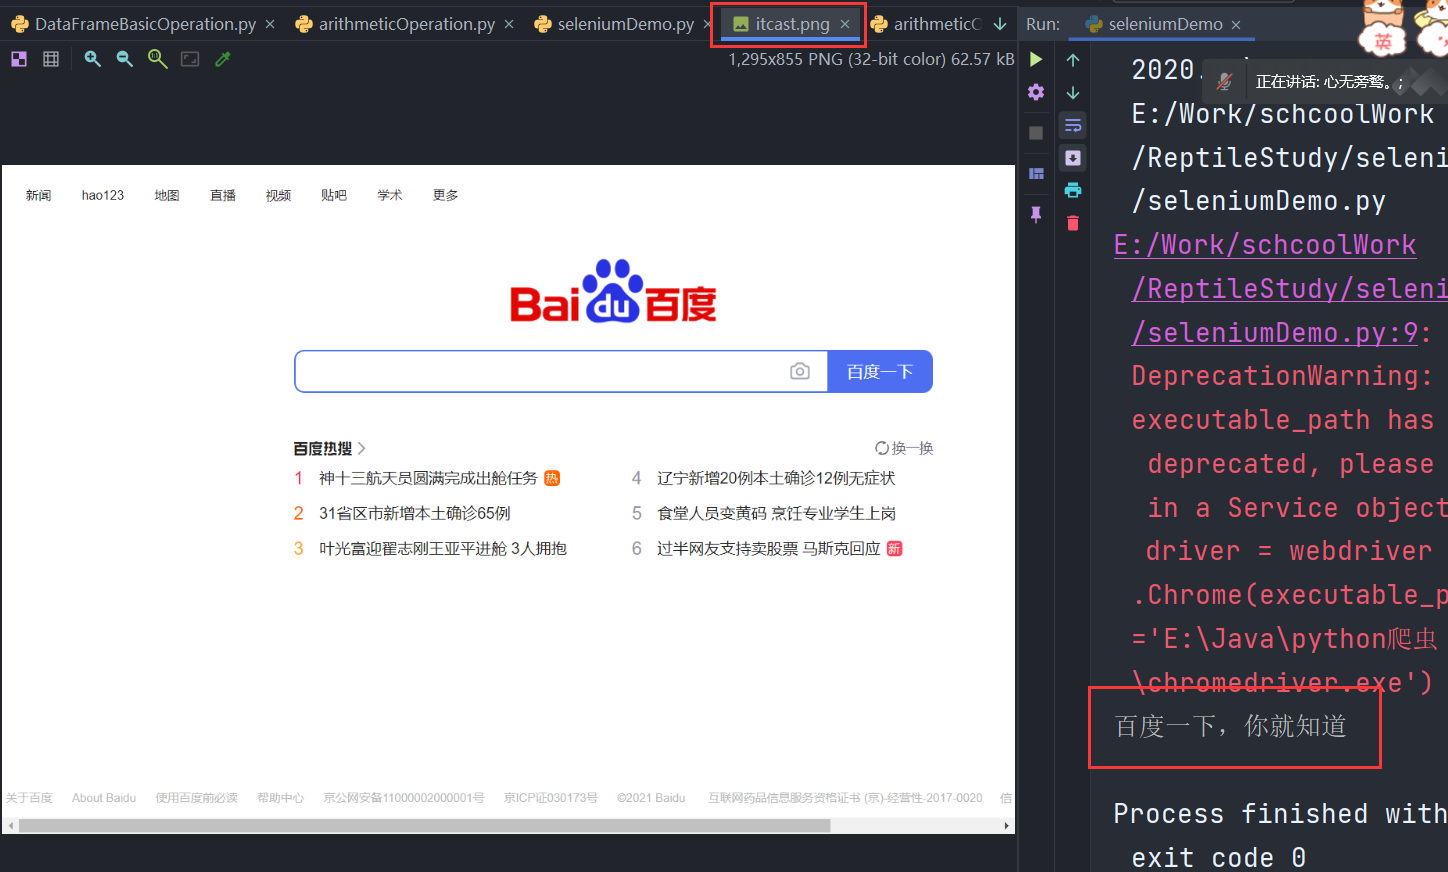 DataFrameBasicOperation.py
arithmeticOperation.py
seleniumDemo.py
itcast.png
arithmeticO
Run:
seleniumDemo
1,295x855 PNG (32-bit color) 62.57 kB
英
正在讲话: 心无旁骛。;
新闻 hao123 地图 直播 视频 贴吧 学术 更多
Bai du 百度
百度一下
百度热搜
换一换
1 神十三航天员圆满完成出舱任务 热
2 31省区市新增本土确诊65例
3 叶光富迎翟志刚王亚平进舱 3人拥抱
4 辽宁新增20例本土确诊12例无症状
5 食堂人员变黄码 烹饪专业学生上岗
6 过半网友支持卖股票 马斯克回应 新
关于百度 About Baidu 使用百度前必读 帮助中心 京公网安备11000002000001号 京ICP证030173号 ©2021 Baidu 互联网药品信息服务资格证书 (京)-经营性-2017-0020 信
2020.
E:/Work/schcoolWork
/ReptileStudy/seleni
/seleniumDemo.py
E:/Work/schcoolWork
/ReptileStudy/seleni
/seleniumDemo.py:9:
DeprecationWarning:
executable_path has
deprecated, please
in a Service object
driver = webdriver
.Chrome(executable_p
='E:\Java\python爬虫
\chromedriver.exe')
百度一下，你就知道
Process finished with
exit code 0